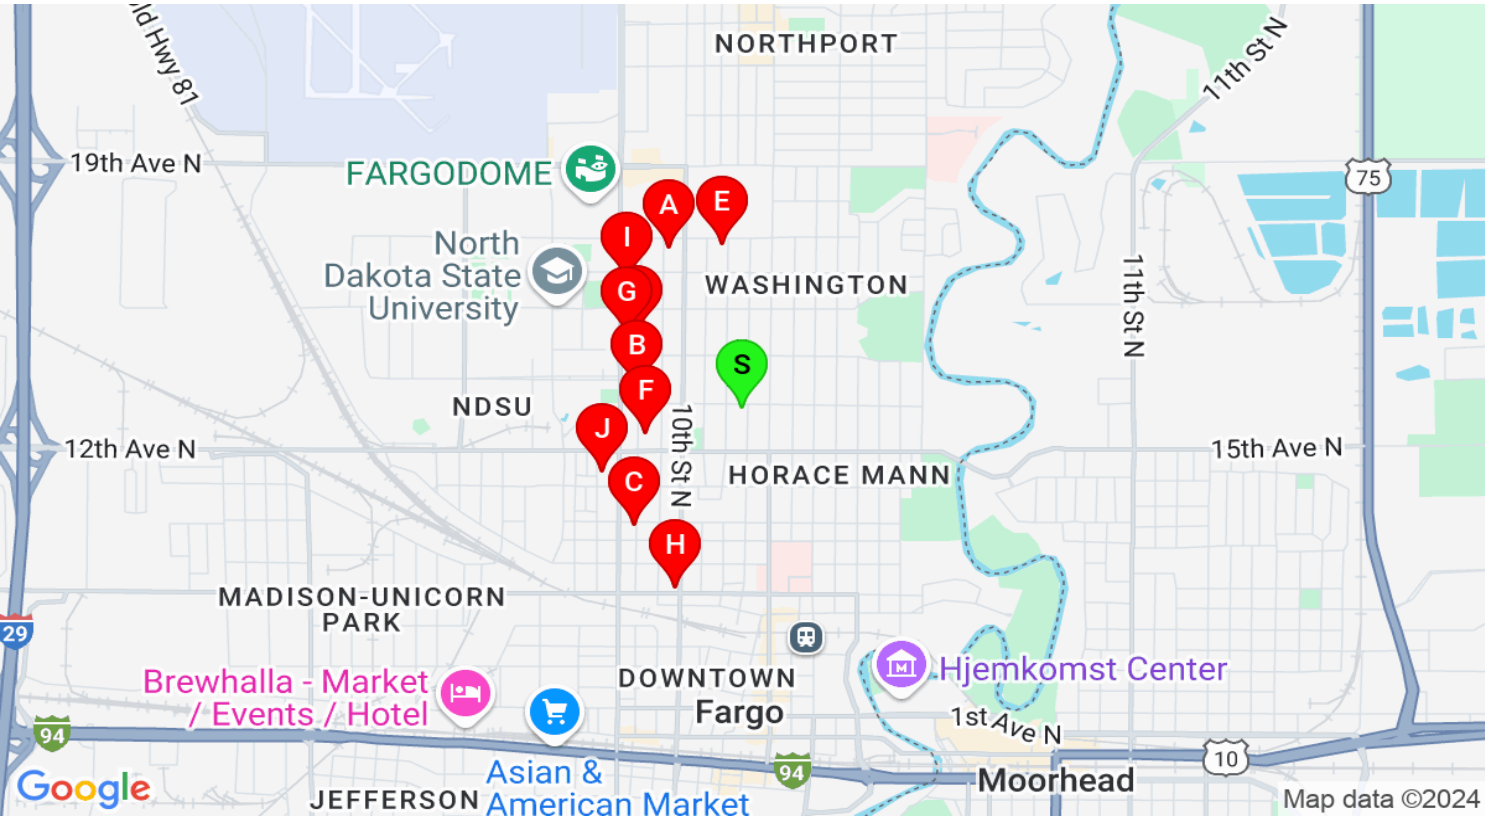 NORTHPORT
Old Hwy 81
11th St N
19th Ave N
FARGODOME
75
A
E
I
North
Dakota State
University
G
WASHINGTON
11th St N
B
S
F
NDSU
J
10th St N
12th Ave N
15th Ave N
C
HORACE MANN
H
MADISON-UNICORN
PARK
29
Hjemkomst Center
DOWNTOWN
Fargo
Brewhalla - Market
/ Events / Hotel
1st Ave N
94
10
94
Asian &
American Market
Moorhead
Google
JEFFERSON
Map data ©2024